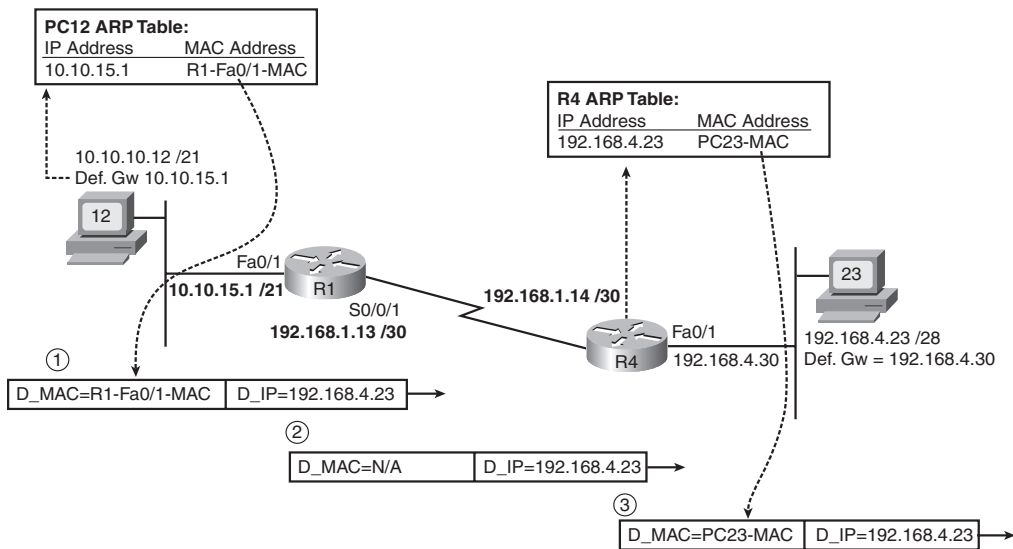 PC12 ARP Table:
IP Address MAC Address
10.10.15.1 R1-Fa0/1-MAC
R4 ARP Table:
IP Address MAC Address
192.168.4.23 PC23-MAC
10.10.10.12 /21
Def. Gw 10.10.15.1
12
Fa0/1
10.10.15.1 /21
R1
S0/0/1
192.168.1.13 /30
192.168.1.14 /30
R4
Fa0/1
192.168.4.30
23
192.168.4.23 /28
Def. Gw = 192.168.4.30
1
D_MAC=R1-Fa0/1-MAC D_IP=192.168.4.23
2
D_MAC=N/A D_IP=192.168.4.23
3
D_MAC=PC23-MAC D_IP=192.168.4.23